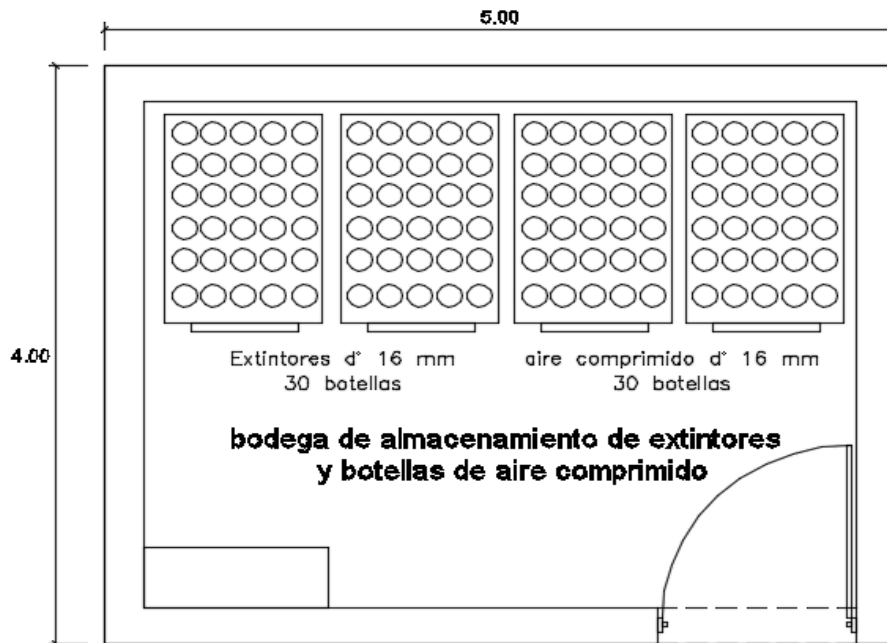 5.00
4.00
Extintores d° 16 mm
30 botellas
aire comprimido d° 16 mm
30 botellas
bodega de almacenamiento de extintores
y botellas de aire comprimido